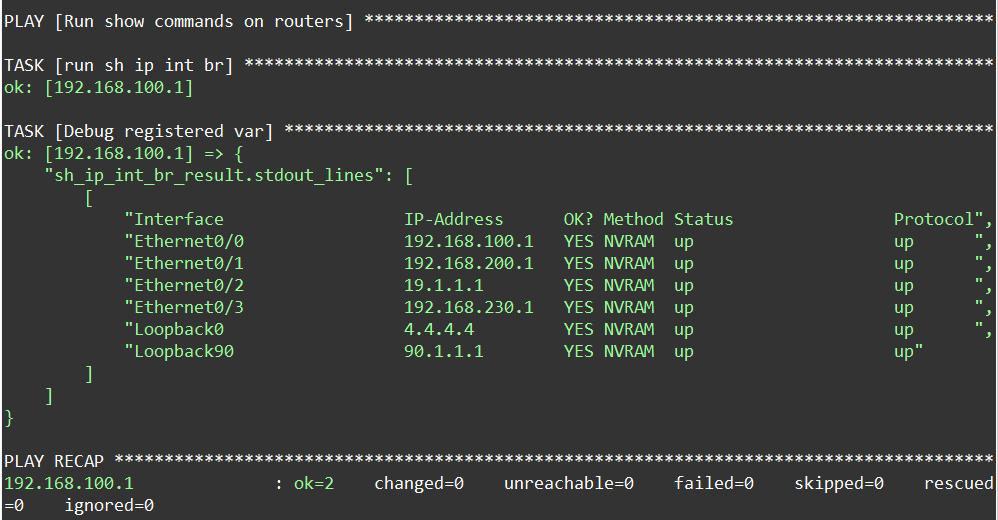 PLAY [Run show commands on routers] ***************************************************************
TASK [run sh ip int br] ***************************************************************************
ok: [192.168.100.1]
TASK [Debug registered var] ***********************************************************************
ok: [192.168.100.1] => {
    "sh_ip_int_br_result.stdout_lines": [
        [
            "Interface                  IP-Address      OK? Method Status                Protocol",
            "Ethernet0/0                192.168.100.1   YES NVRAM  up                    up      ",
            "Ethernet0/1                192.168.200.1   YES NVRAM  up                    up      ",
            "Ethernet0/2                19.1.1.1        YES NVRAM  up                    up      ",
            "Ethernet0/3                192.168.230.1   YES NVRAM  up                    up      ",
            "Loopback0                  4.4.4.4         YES NVRAM  up                    up      ",
            "Loopback90                 90.1.1.1        YES NVRAM  up                    up"
        ]
    ]
}
PLAY RECAP ****************************************************************************************
192.168.100.1              : ok=2    changed=0    unreachable=0    failed=0    skipped=0    rescued
=0    ignored=0